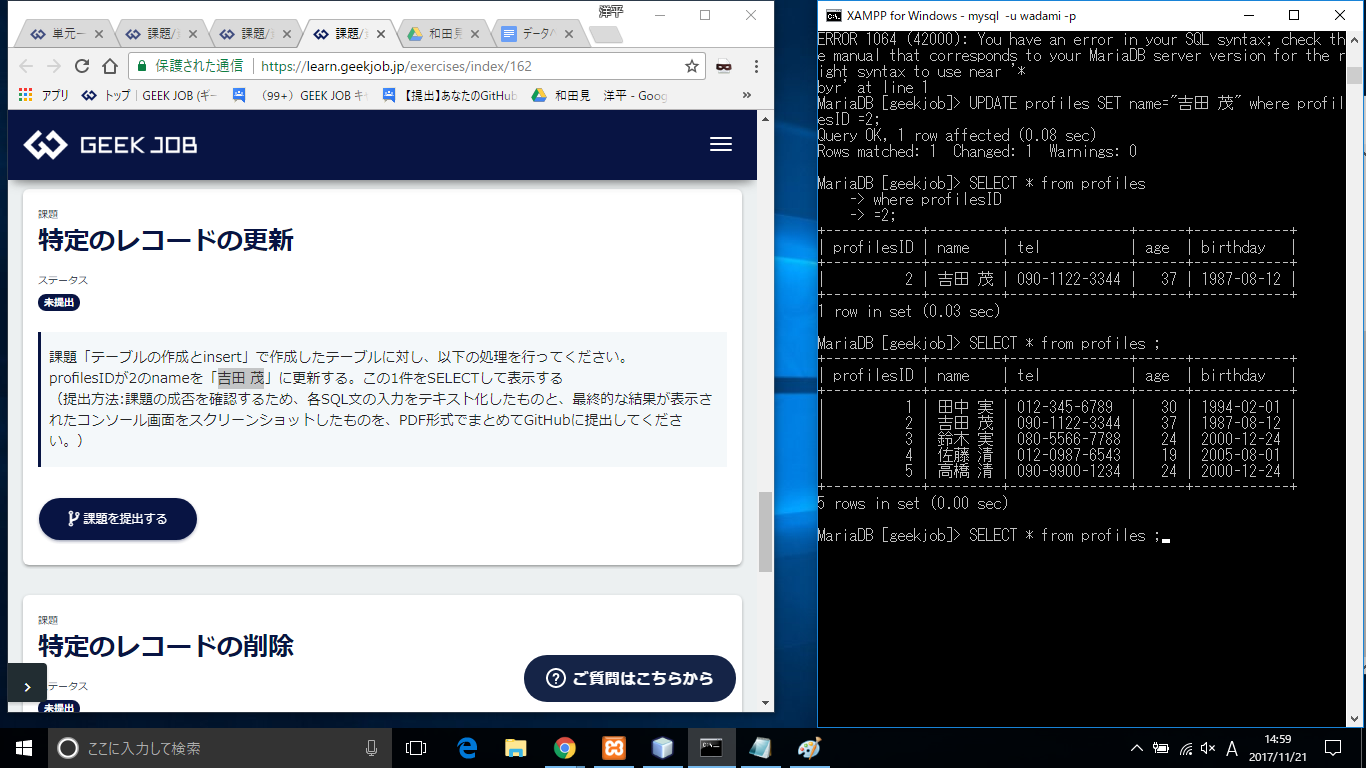 洋平
単元一
課題/
課題/
課題/
和田見
データベ
保護された通信 | https://learn.geekjob.jp/exercises/index/162
アプリ トップ | GEEK JOB (ギー (99+) GEEK JOB キ 【提出】あなたのGitHub 和田見 洋平 - Goog »
GEEK JOB
課題
特定のレコードの更新
ステータス
未提出
課題「テーブルの作成とinsert」で作成したテーブルに対し、以下の処理を行ってください。
profilesIDが2のnameを「吉田 茂」に更新する。この1件をSELECTして表示する
（提出方法:課題の成否を確認するため、各SQL文の入力をテキスト化したものと、最終的な結果が表示さ
れたコンソール画面をスクリーンショットしたものを、PDF形式でまとめてGitHubに提出してくださ
い。）
課題を提出する
課題
特定のレコードの削除
ステータス
未提出
ご質問はこちらから
XAMPP for Windows - mysql -u wadami -p
ERROR 1064 (42000): You have an error in your SQL syntax; check th
e manual that corresponds to your MariaDB server version for the r
ight syntax to use near '*
byr' at line 1
MariaDB [geekjob]> UPDATE profiles SET name="吉田 茂" where profil
esID =2;
Query OK, 1 row affected (0.08 sec)
Rows matched: 1  Changed: 1  Warnings: 0
MariaDB [geekjob]> SELECT * from profiles
    -> where profilesID
    -> =2;
+------------+--------+---------------+------+------------+
| profilesID | name | tel | age | birthday |
+------------+--------+---------------+------+------------+
| 2 | 吉田 茂 | 090-1122-3344 | 37 | 1987-08-12 |
+------------+--------+---------------+------+------------+
1 row in set (0.03 sec)
MariaDB [geekjob]> SELECT * from profiles ;
+------------+--------+---------------+------+------------+
| profilesID | name | tel | age | birthday |
+------------+--------+---------------+------+------------+
| 1 | 田中 実 | 012-345-6789 | 30 | 1994-02-01 |
| 2 | 吉田 茂 | 090-1122-3344 | 37 | 1987-08-12 |
| 3 | 鈴木 実 | 080-5566-7788 | 24 | 2000-12-24 |
| 4 | 佐藤 清 | 012-0987-6543 | 19 | 2005-08-01 |
| 5 | 高橋 清 | 090-9900-1234 | 24 | 2000-12-24 |
+------------+--------+---------------+------+------------+
5 rows in set (0.00 sec)
MariaDB [geekjob]> SELECT * from profiles ;
ここに入力して検索
A
14:59
2017/11/21